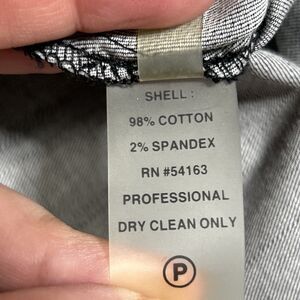 SHELL :
98% COTTON
2% SPANDEX
RN #54163
PROFESSIONAL
DRY CLEAN ONLY
P